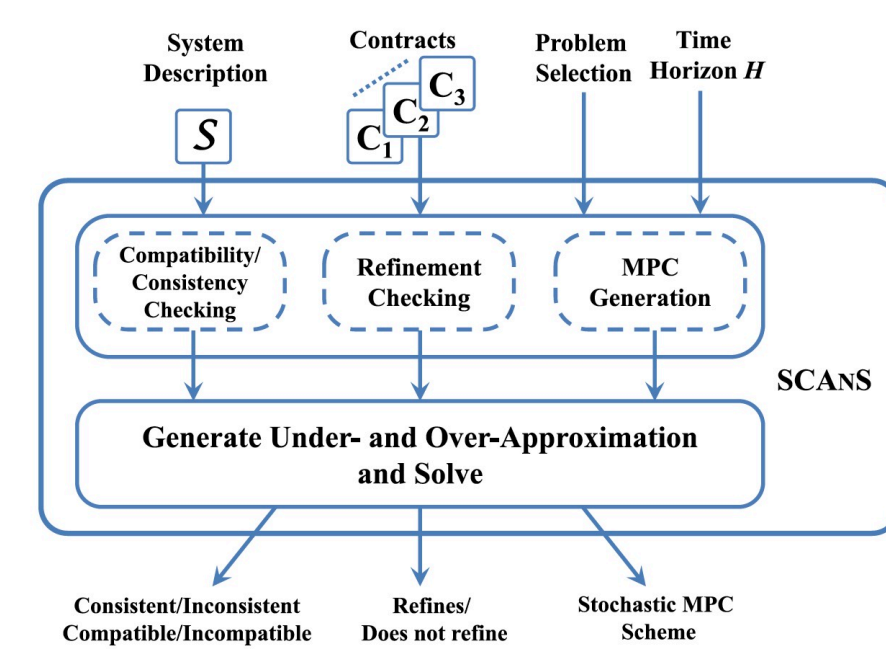 System
Description
Contracts
Problem
Selection
Time
Horizon H
S
C1
C2
C3
Compatibility/
Consistency
Checking
Refinement
Checking
MPC
Generation
SCANS
Generate Under- and Over-Approximation
and Solve
Consistent/Inconsistent
Compatible/Incompatible
Refines/
Does not refine
Stochastic MPC
Scheme